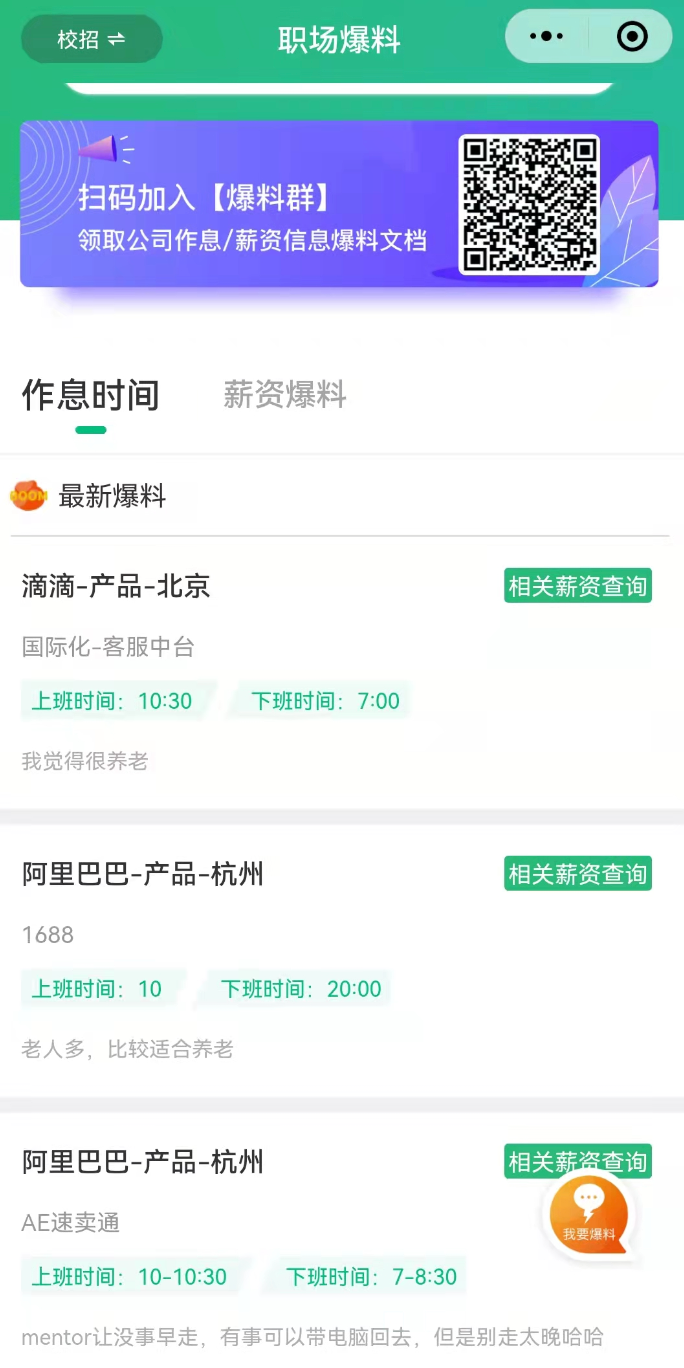 校招
职场爆料
扫码加入【爆料群】
领取公司作息/薪资信息爆料文档
作息时间 薪资爆料
BOOM 最新爆料
滴滴-产品-北京 相关薪资查询
国际化-客服中台
上班时间：10:30 下班时间：7:00
我觉得很养老
阿里巴巴-产品-杭州 相关薪资查询
1688
上班时间：10 下班时间：20:00
老人多，比较适合养老
阿里巴巴-产品-杭州 相关薪资查询
AE速卖通
我要爆料
上班时间：10-10:30 下班时间：7-8:30
mentor让没事早走，有事可以带电脑回去，但是别走太晚哈哈